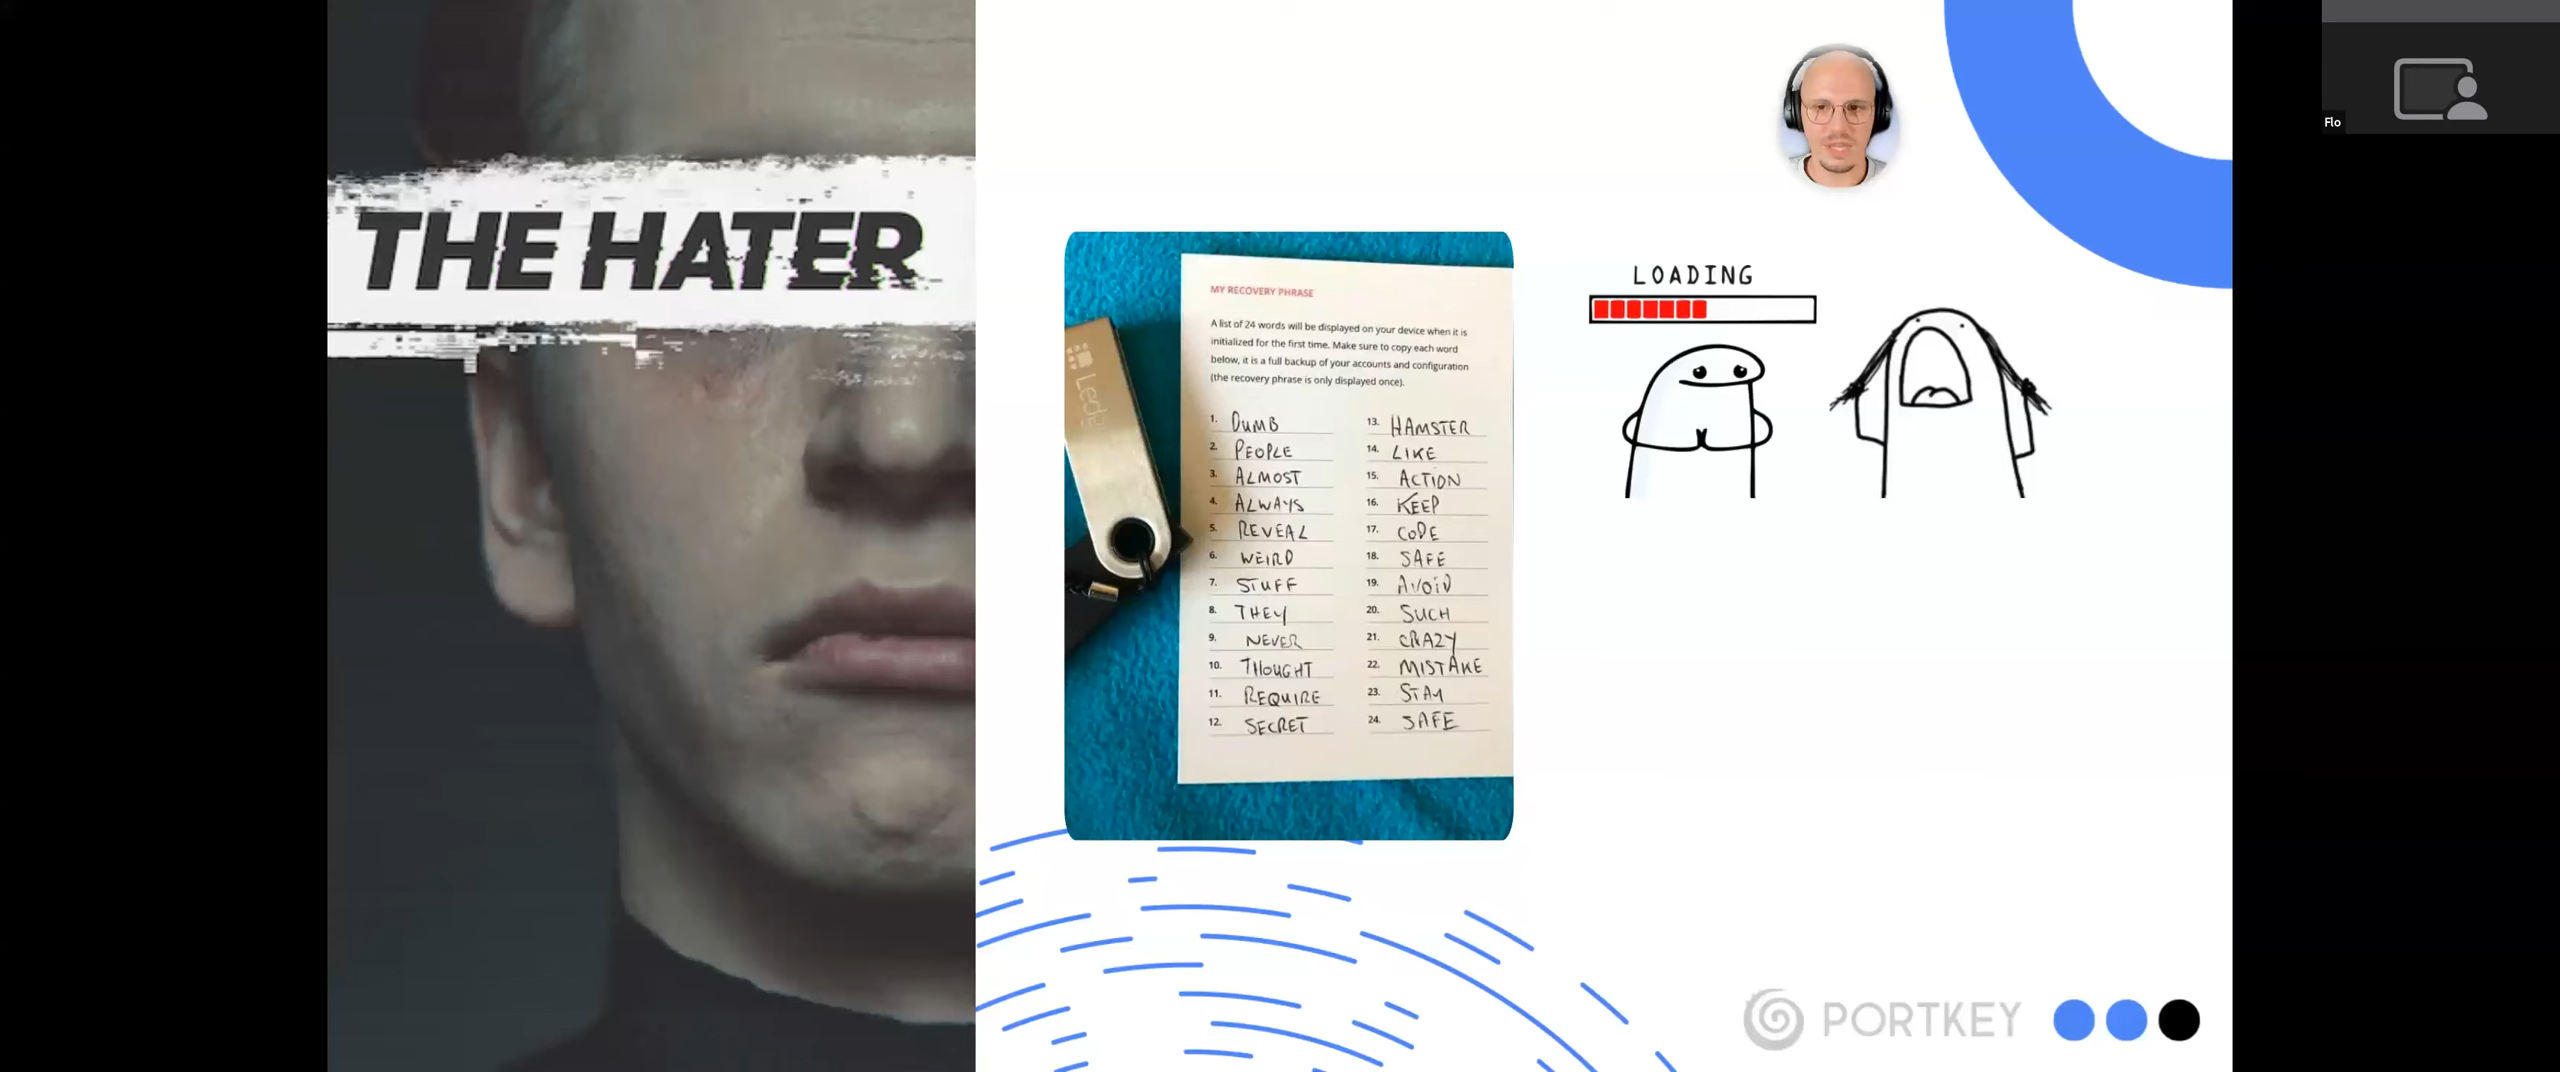 THE HATER
MY RECOVERY PHRASE
A list of 24 words will be displayed on your device when it is
initialized for the first time. Make sure to copy each word
below, it is a full backup of your accounts and configuration
(the recovery phrase is only displayed once).
1. DUMB
2. PEOPLE
3. ALMOST
4. ALWAYS
5. REVEAL
6. WEIRD
7. STUFF
8. THEY
9. NEVER
10. THOUGHT
11. REQUIRE
12. SECRET
13. HAMSTER
14. LIKE
15. ACTION
16. KEEP
17. CODE
18. SAFE
19. AVOID
20. SUCH
21. CRAZY
22. MISTAKE
23. STAY
24. SAFE
LOADING
Flo
PORTKEY